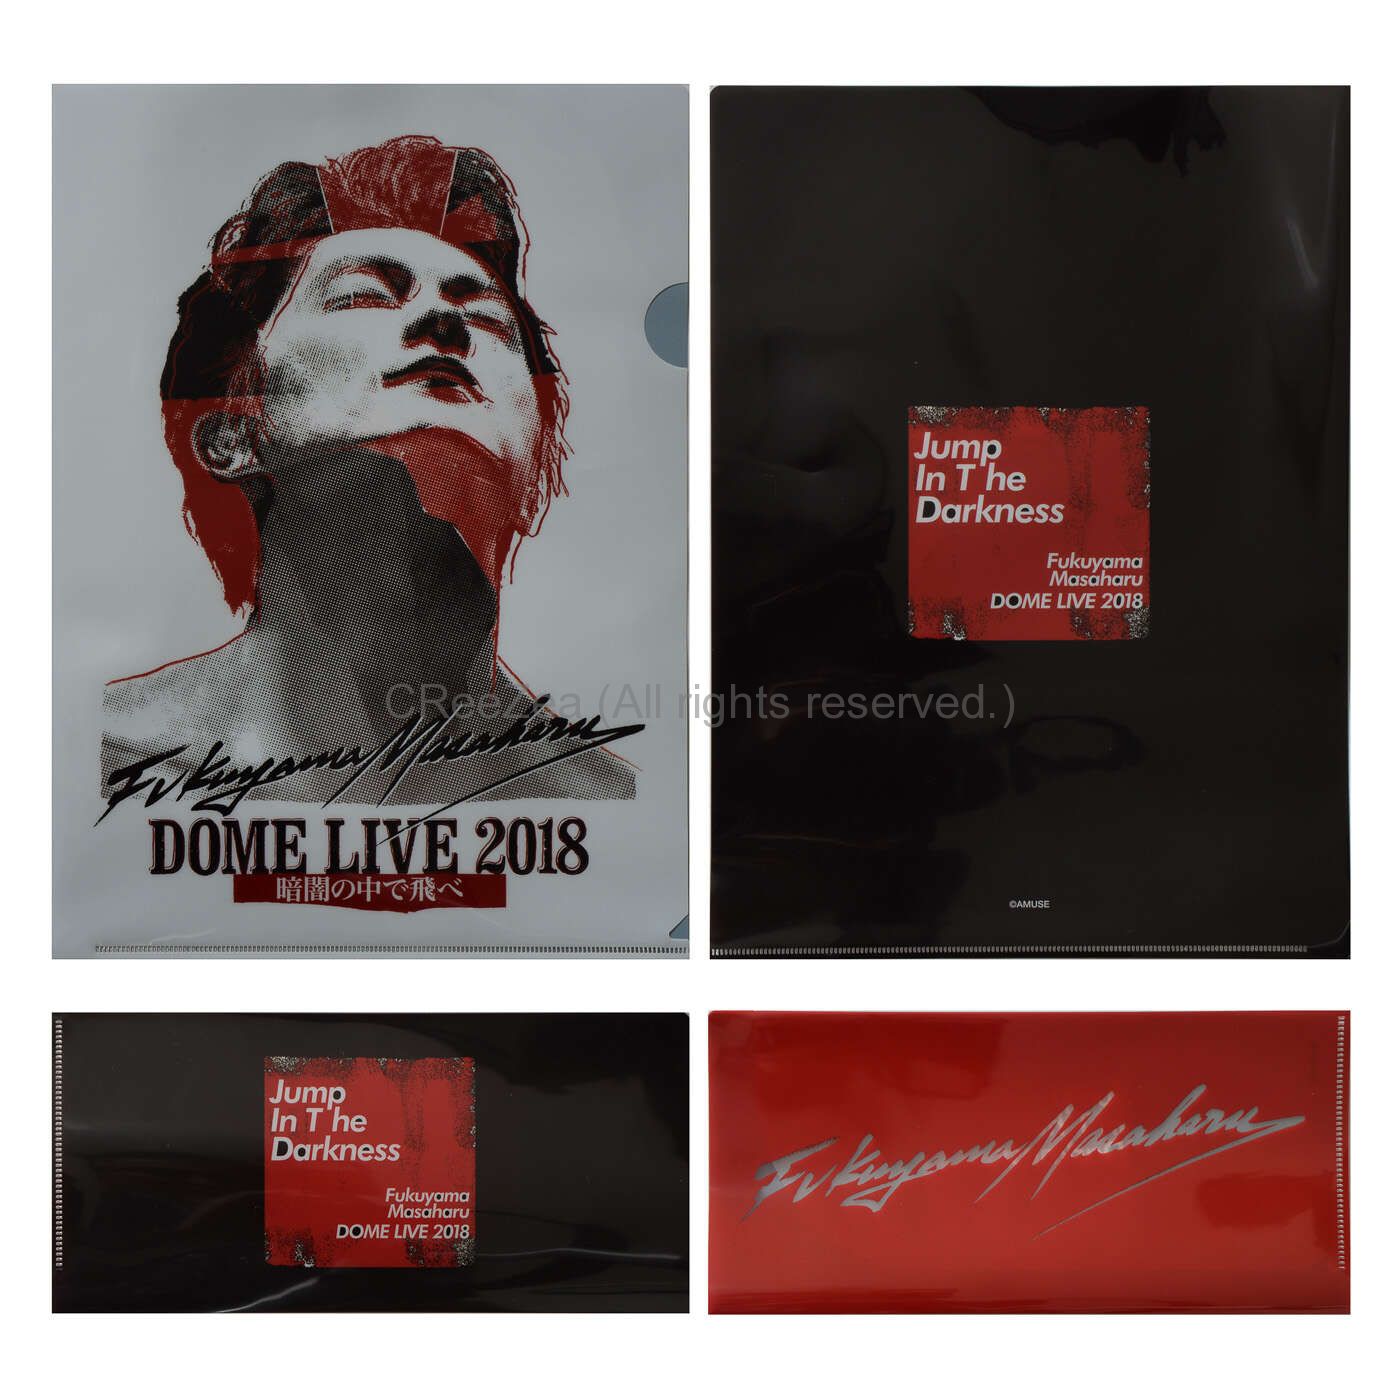 Fukuyama Masaharu
DOME LIVE 2018
暗闇の中で飛べ
Jump
In T he
Darkness
Fukuyama
Masaharu
DOME LIVE 2018
©AMUSE
CReeZea (All rights reserved.)
Jump
In T he
Darkness
Fukuyama
Masaharu
DOME LIVE 2018
Fukuyama Masaharu